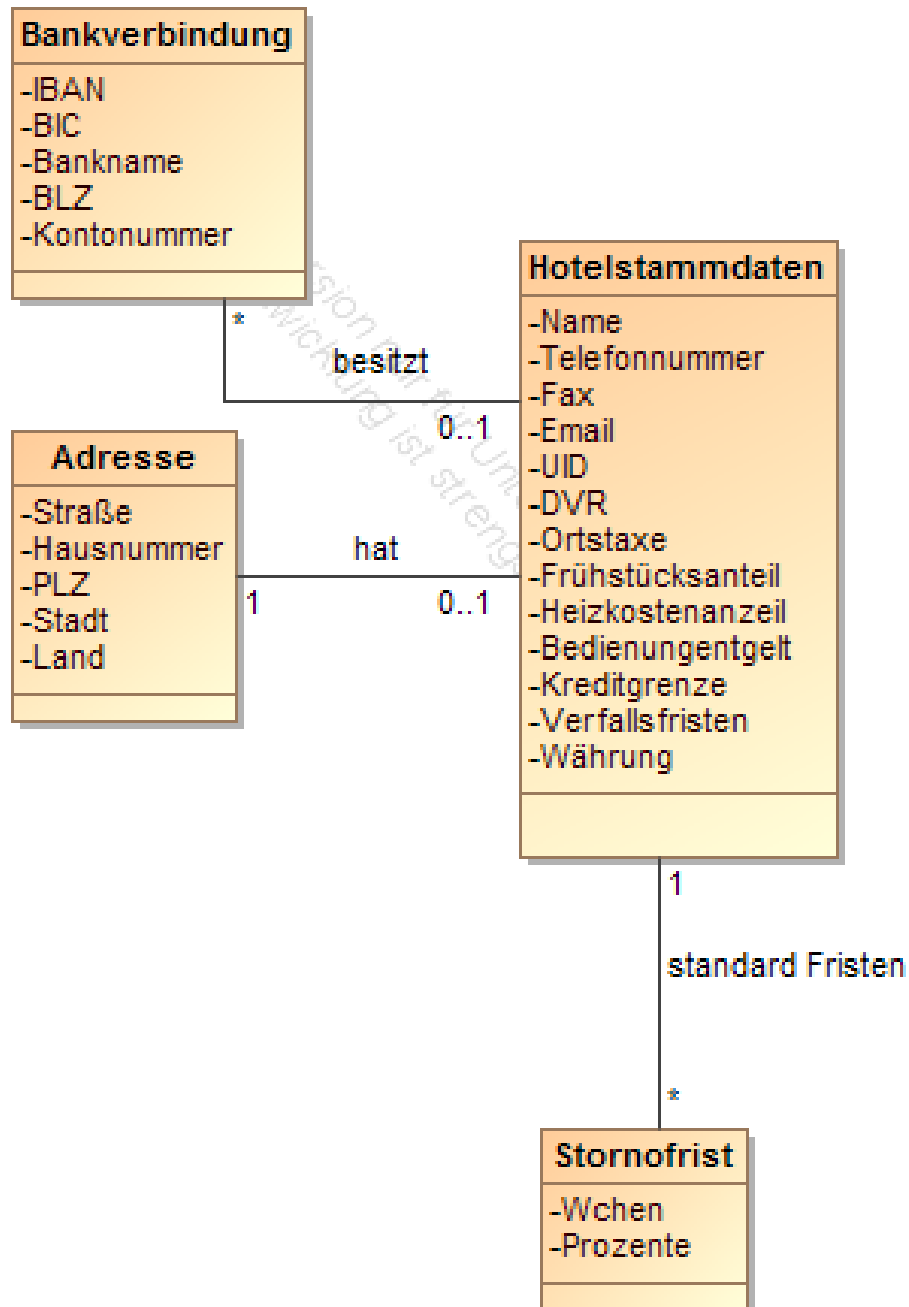 Bankverbindung
-IBAN
-BIC
-Bankname
-BLZ
-Kontonummer
*
besitzt
0..1
Hotelstammdaten
-Name
-Telefonnummer
-Fax
-Email
-UID
-DVR
-Ortstaxe
-Frühstücksanteil
-Heizkostenanzeil
-Bedienungentgelt
-Kreditgrenze
-Verfallsfristen
-Währung
Adresse
-Straße
-Hausnummer
-PLZ
-Stadt
-Land
1
hat
0..1
1
standard Fristen
*
Stornofrist
-Wchen
-Prozente